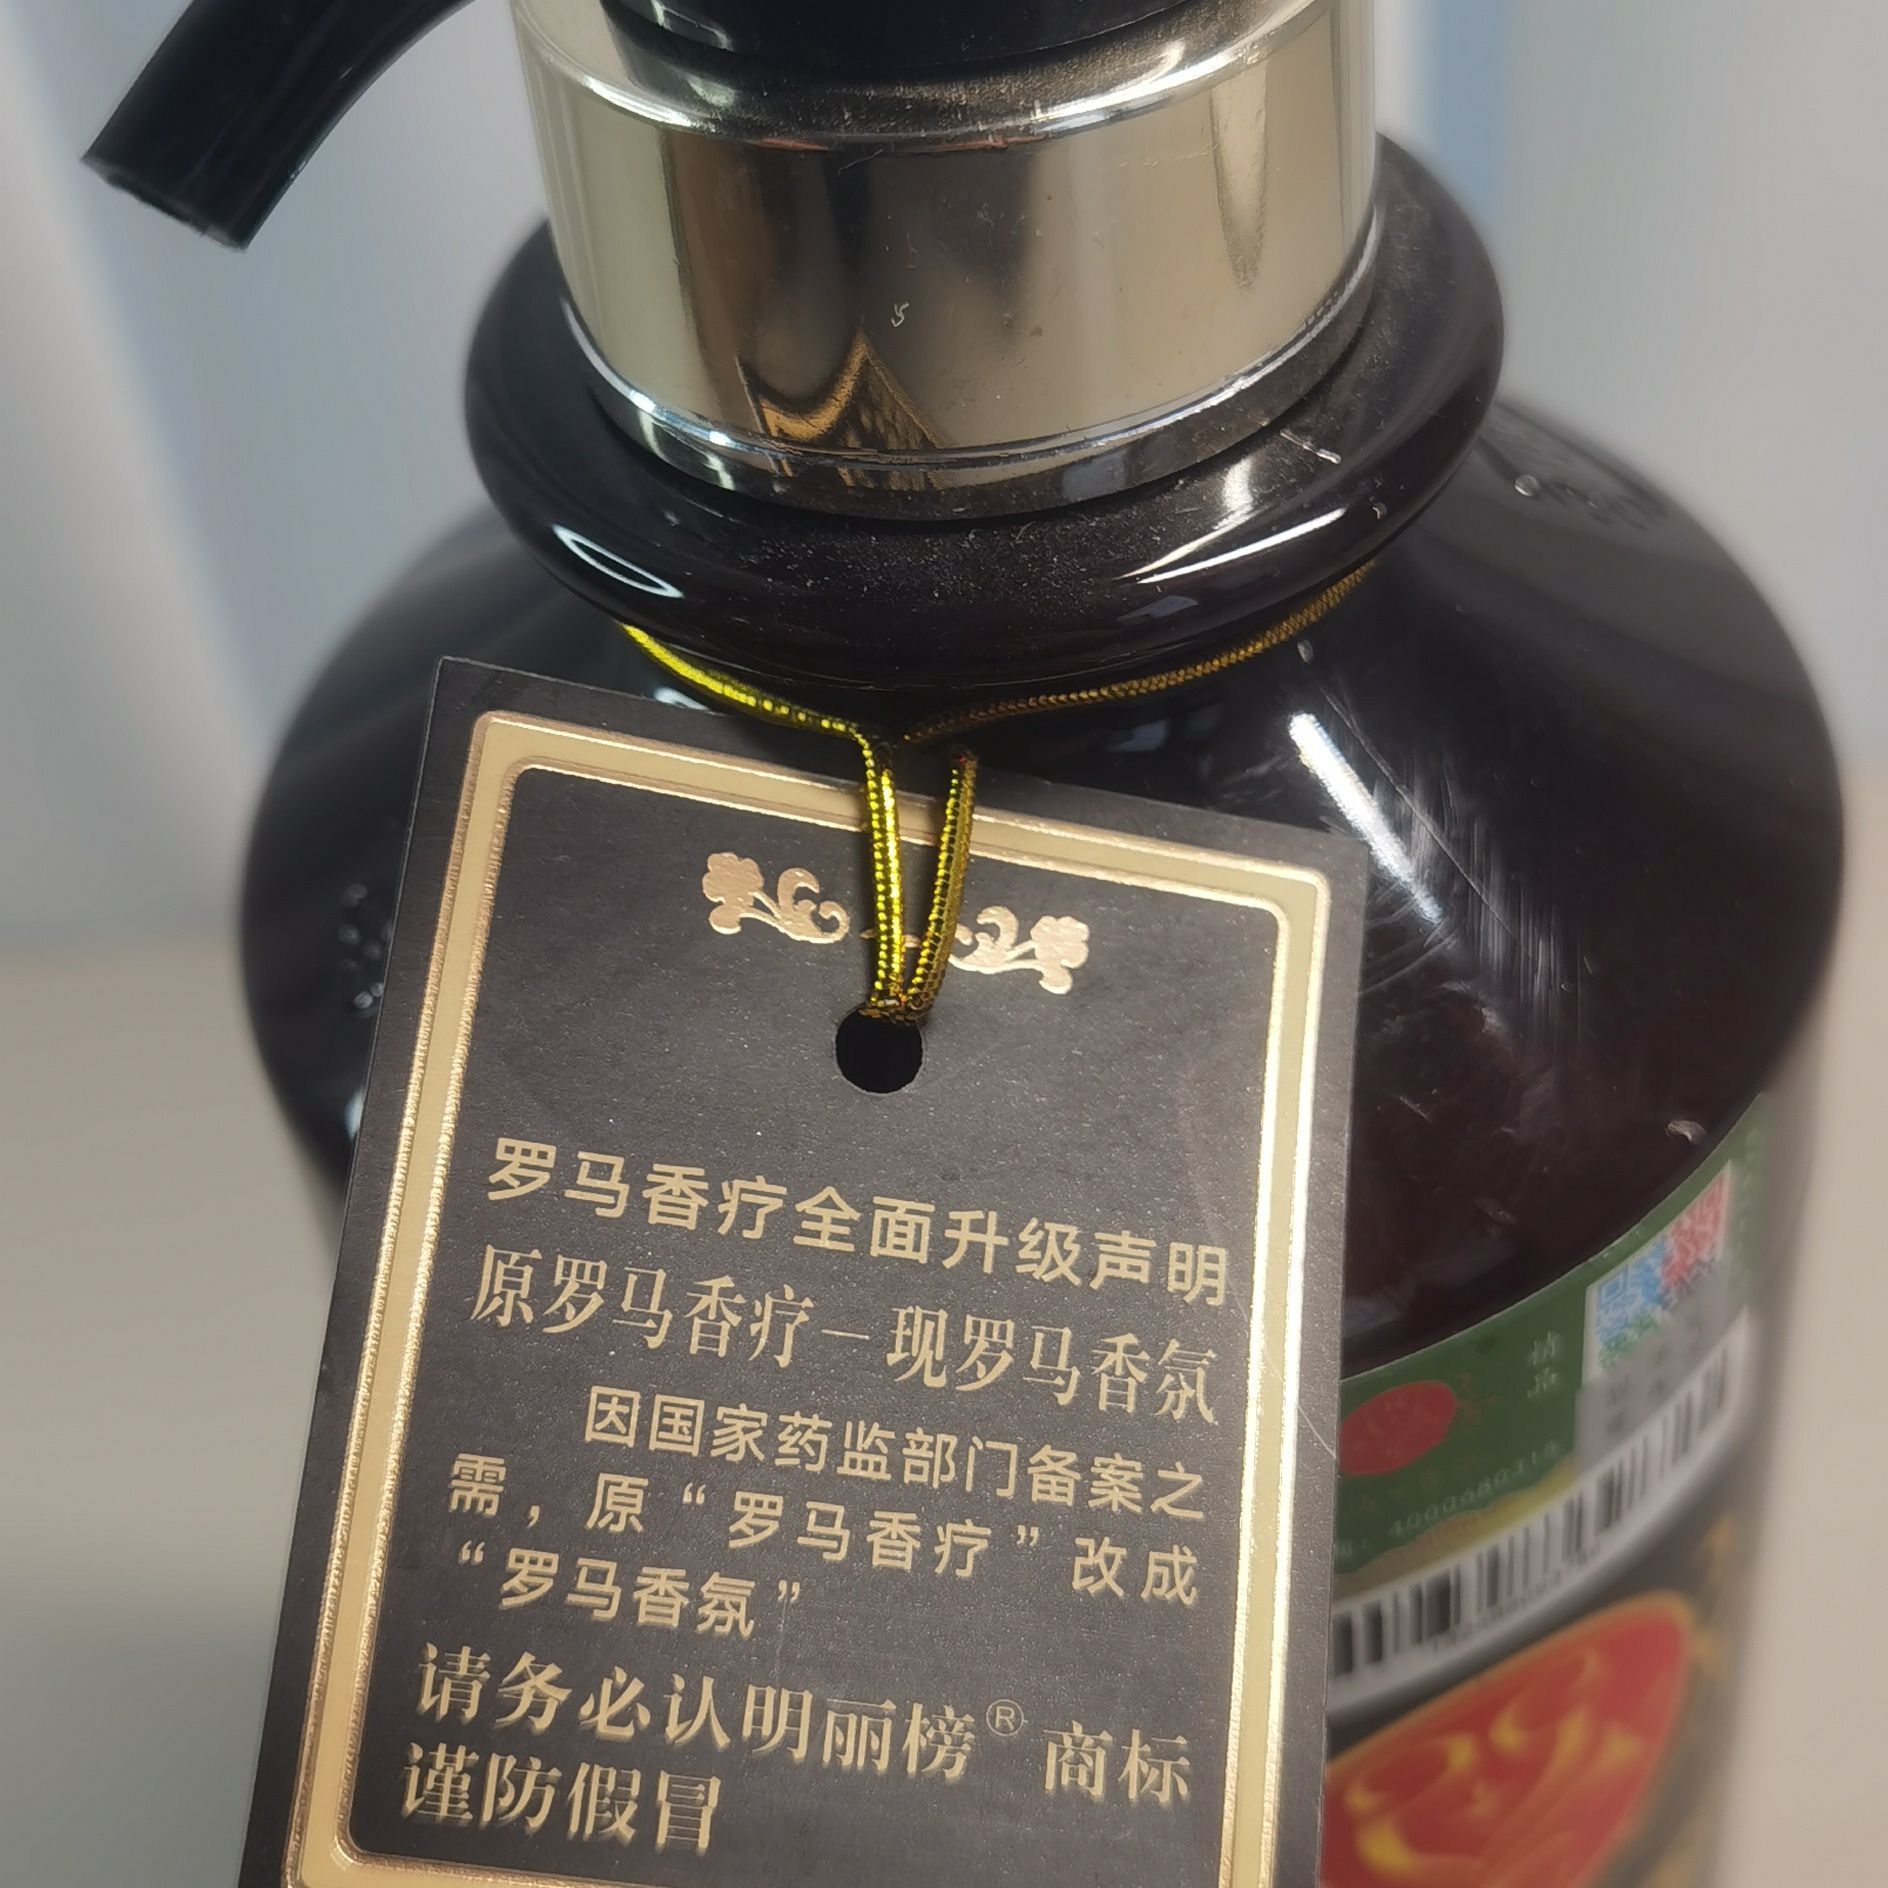 罗马香疗全面升级声明
原罗马香疗－现罗马香氛
因国家药监部门备案之
需，原“罗马香疗”改成
“罗马香氛”
请务必认明丽榜® 商标
谨防假冒
精品